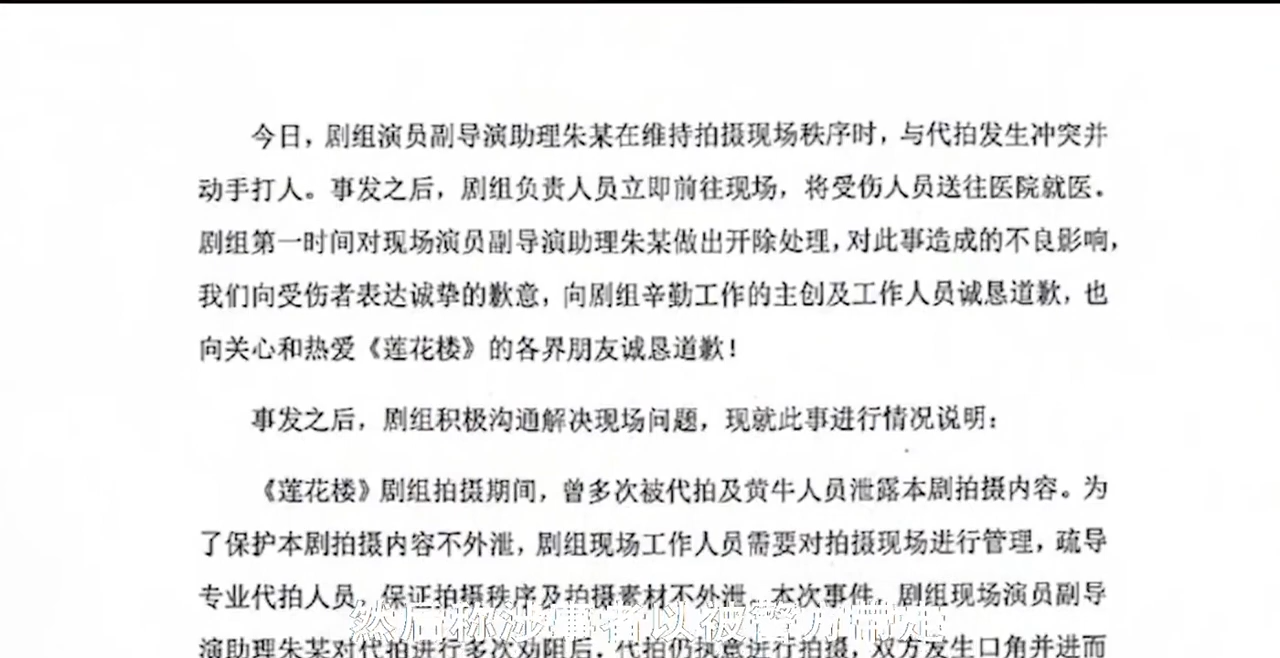 今日，剧组演员副导演助理朱某在维持拍摄现场秩序时，与代拍发生冲突并
动手打人。事发之后，剧组负责人员立即前往现场，将受伤人员送往医院就医。
剧组第一时间对现场演员副导演助理朱某做出开除处理，对此事造成的不良影响，
我们向受伤者表达诚挚的歉意，向剧组辛勤工作的主创及工作人员诚恳道歉，也
向关心和热爱《莲花楼》的各界朋友诚恳道歉！
事发之后，剧组积极沟通解决现场问题，现就此事进行情况说明：
《莲花楼》剧组拍摄期间，曾多次被代拍及黄牛人员泄露本剧拍摄内容。为
了保护本剧拍摄内容不外泄，剧组现场工作人员需要对拍摄现场进行管理，疏导
专业代拍人员，保证拍摄秩序及拍摄素材不外泄。本次事件，剧组现场演员副导
然后称涉事者以被警方带走
演助理朱某对代拍进行多次劝阻后，代拍仍执意进行拍摄，双方发生口角并进而